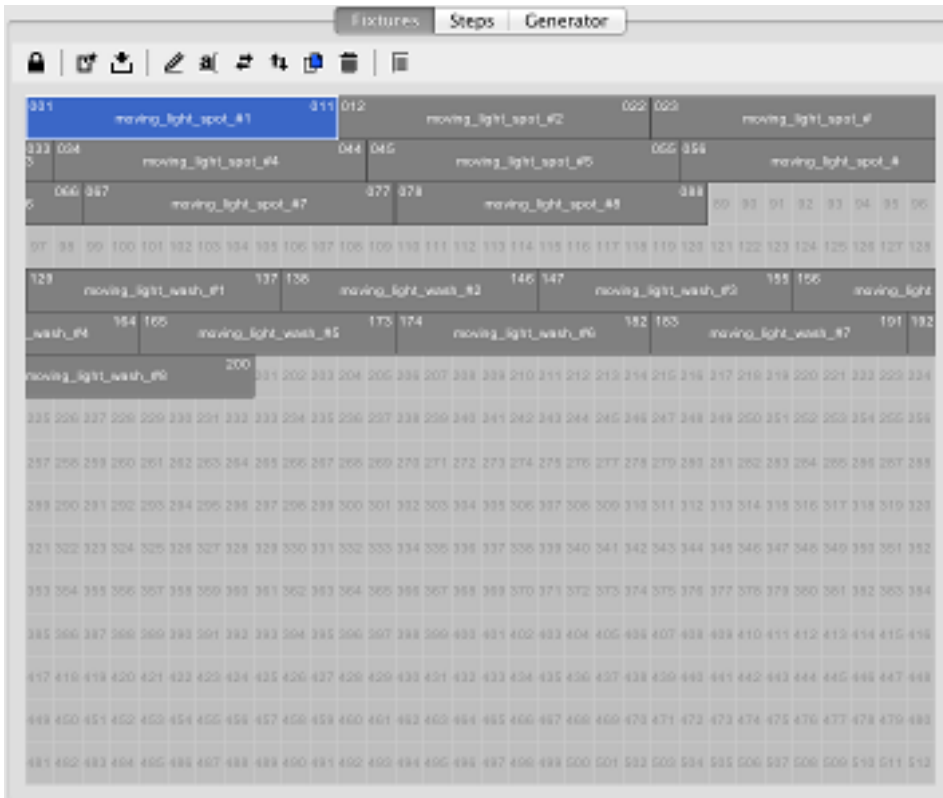 Fixtures Steps Generator
a(
001 011 012 022 023
moving_light_spot_#1 moving_light_spot_#2 moving_light_spot_#
033 034 044 045 055 056
3 moving_light_spot_#4 moving_light_spot_#5 moving_light_spot_#
066 067 077 078 088
6 moving_light_spot_#7 moving_light_spot_#8 89 90 91 92 93 94 95 96
97 98 99 100 101 102 103 104 105 106 107 108 109 110 111 112 113 114 115 116 117 118 119 120 121 122 123 124 125 126 127 128
129 137 138 146 147 155 156
moving_light_wash_#1 moving_light_wash_#2 moving_light_wash_#3 moving_light
164 165 173 174 182 183 191 192
_wash_#4 moving_light_wash_#5 moving_light_wash_#6 moving_light_wash_#7
200
moving_light_wash_#8 201 202 203 204 205 206 207 208 209 210 211 212 213 214 215 216 217 218 219 220 221 222 223 224
225 226 227 228 229 230 231 232 233 234 235 236 237 238 239 240 241 242 243 244 245 246 247 248 249 250 251 252 253 254 255 256
257 258 259 260 261 262 263 264 265 266 267 268 269 270 271 272 273 274 275 276 277 278 279 280 281 282 283 284 285 286 287 288
289 290 291 292 293 294 295 296 297 298 299 300 301 302 303 304 305 306 307 308 309 310 311 312 313 314 315 316 317 318 319 320
321 322 323 324 325 326 327 328 329 330 331 332 333 334 335 336 337 338 339 340 341 342 343 344 345 346 347 348 349 350 351 352
353 354 355 356 357 358 359 360 361 362 363 364 365 366 367 368 369 370 371 372 373 374 375 376 377 378 379 380 381 382 383 384
385 386 387 388 389 390 391 392 393 394 395 396 397 398 399 400 401 402 403 404 405 406 407 408 409 410 411 412 413 414 415 416
417 418 419 420 421 422 423 424 425 426 427 428 429 430 431 432 433 434 435 436 437 438 439 440 441 442 443 444 445 446 447 448
449 450 451 452 453 454 455 456 457 458 459 460 461 462 463 464 465 466 467 468 469 470 471 472 473 474 475 476 477 478 479 480
481 482 483 484 485 486 487 488 489 490 491 492 493 494 495 496 497 498 499 500 501 502 503 504 505 506 507 508 509 510 511 512